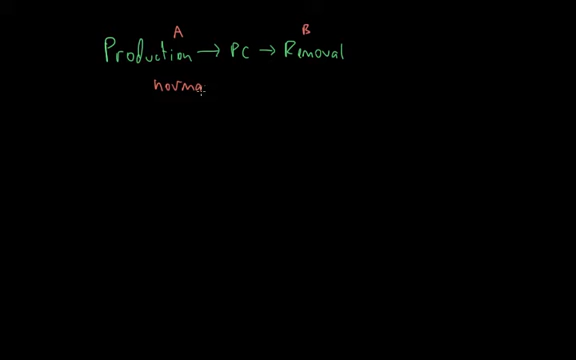 A B
Production → PC → Removal
norma